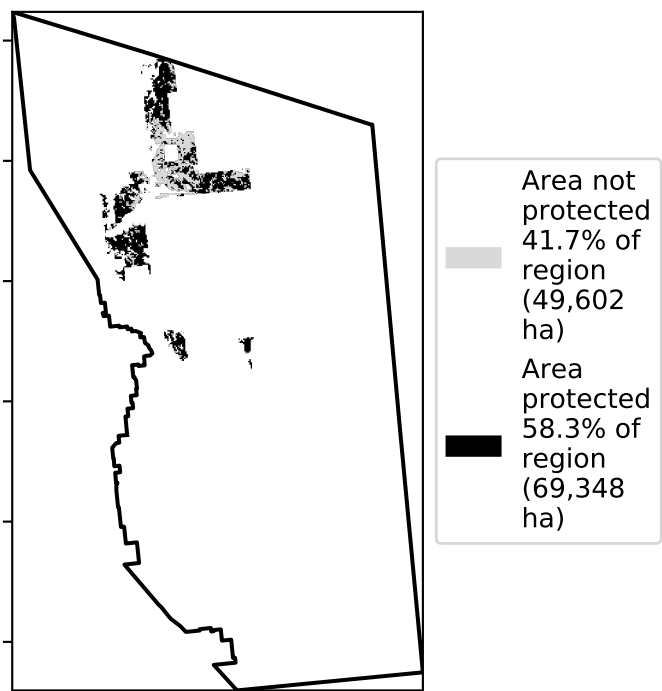 Area not
protected
41.7% of
region
(49,602
ha)
Area
protected
58.3% of
region
(69,348
ha)